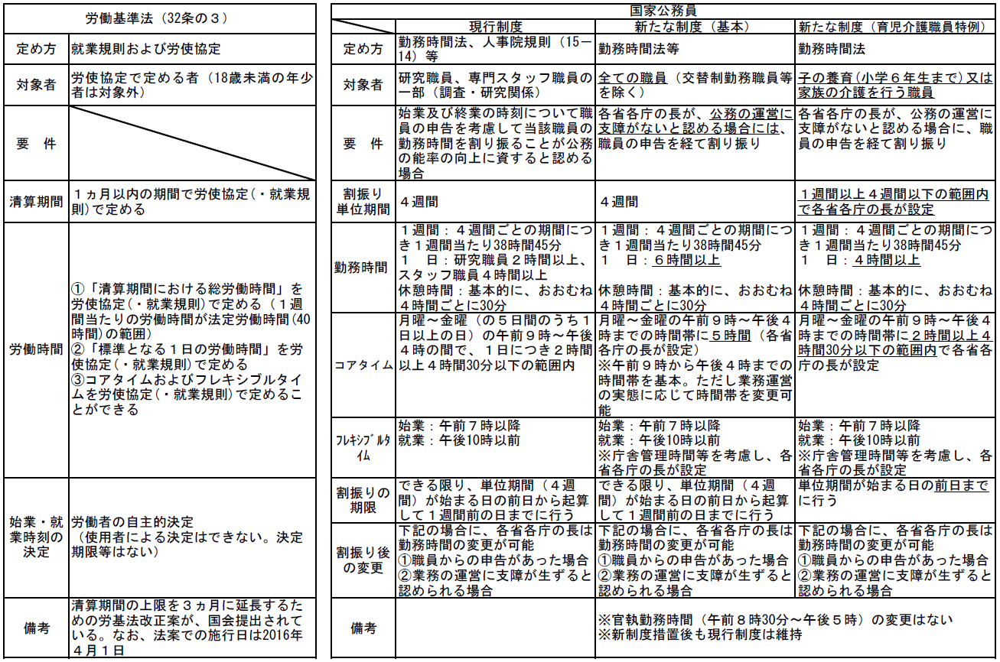 労働基準法（32条の３）
定め方
就業規則および労使協定
対象者
労使協定で定める者（18歳未満の年少
者は対象外）
要　件
清算期間
１ヵ月以内の期間で労使協定(・就業規
則)で定める
労働時間
①「清算期間における総労働時間」を
労使協定(・就業規則)で定める（１週
間当たりの労働時間が法定労働時間(40
時間)の範囲）
②「標準となる１日の労働時間」を労
使協定(・就業規則)で定める
③コアタイムおよびフレキシブルタイ
ムを労使協定(・就業規則)で定めるこ
とができる
始業・就
業時刻の
決定
労働者の自主的決定
（使用者による決定はできない。決定
期限等はない）
備考
清算期間の上限を３ヵ月に延長するた
めの労基法改正案が、国会提出されて
いる。なお、法案での施行日は2016年
４月１日
国家公務員
現行制度
新たな制度（基本）
新たな制度（育児介護職員特例）
定め方
勤務時間法、人事院規則（15－
14）等
勤務時間法等
勤務時間法
対象者
研究職員、専門スタッフ職員の
一部（調査・研究関係）
全ての職員（交替制勤務職員等
を除く）
子の養育(小学６年生まで)又は
家族の介護を行う職員
要　件
始業及び終業の時刻について職
員の申告を考慮して当該職員の
勤務時間を割り振ることが公務
の能率の向上に資すると認める
場合
各省各庁の長が、公務の運営に
支障がないと認める場合には、
職員の申告を経て割り振り
各省各庁の長が、公務の運営に
支障がないと認める場合に、職
員の申告を経て割り振り
割振り
単位期間
４週間
４週間
１週間以上４週間以下の範囲内
で各省各庁の長が設定
勤務時間
１週間：４週間ごとの期間につ
き１週間当たり38時間45分
１　日：研究職員２時間以上、
スタッフ職員４時間以上
休憩時間：基本的に、おおむね
４時間ごとに30分
１週間：４週間ごとの期間につ
き１週間当たり38時間45分
１　日：６時間以上
休憩時間：基本的に、おおむね
４時間ごとに30分
１週間：４週間ごとの期間につ
き１週間当たり38時間45分
１　日：４時間以上
休憩時間：基本的に、おおむね
４時間ごとに30分
コアタイム
月曜～金曜（の５日間のうち１
日以上の日）の午前９時～午後
４時の間で、１日につき２時間
以上４時間30分以下の範囲内
月曜～金曜の午前９時～午後４
時までの時間帯に５時間（各省
各庁の長が設定）
※午前９時から午後４時までの
時間帯を基本。ただし業務運営
の実態に応じて時間帯を変更可
能
月曜～金曜の午前９時～午後４
時までの時間帯に２時間以上４
時間30分以下の範囲内で各省各
庁の長が設定
ﾌﾚｷｼﾌﾞﾙﾀ
ｲﾑ
始業：午前７時以降
就業：午後10時以前
始業：午前７時以降
就業：午後10時以前
※庁舎管理時間等を考慮し、各
省各庁の長が設定
始業：午前７時以降
就業：午後10時以前
※庁舎管理時間等を考慮し、各
省各庁の長が設定
割振りの
期限
できる限り、単位期間（４週
間）が始まる日の前日から起算
して１週間前の日までに行う
できる限り、単位期間（４週
間）が始まる日の前日から起算
して１週間前の日までに行う
単位期間が始まる日の前日まで
に行う
割振り後
の変更
下記の場合に、各省各庁の長は
勤務時間の変更が可能
①職員からの申告があった場合
②業務の運営に支障が生ずると
認められる場合
下記の場合に、各省各庁の長は
勤務時間の変更が可能
①職員からの申告があった場合
②業務の運営に支障が生ずると
認められる場合
下記の場合に、各省各庁の長は
勤務時間の変更が可能
①職員からの申告があった場合
②業務の運営に支障が生ずると
認められる場合
備考
※官執勤務時間（午前８時30分～午後５時）の変更はない
※新制度措置後も現行制度は維持